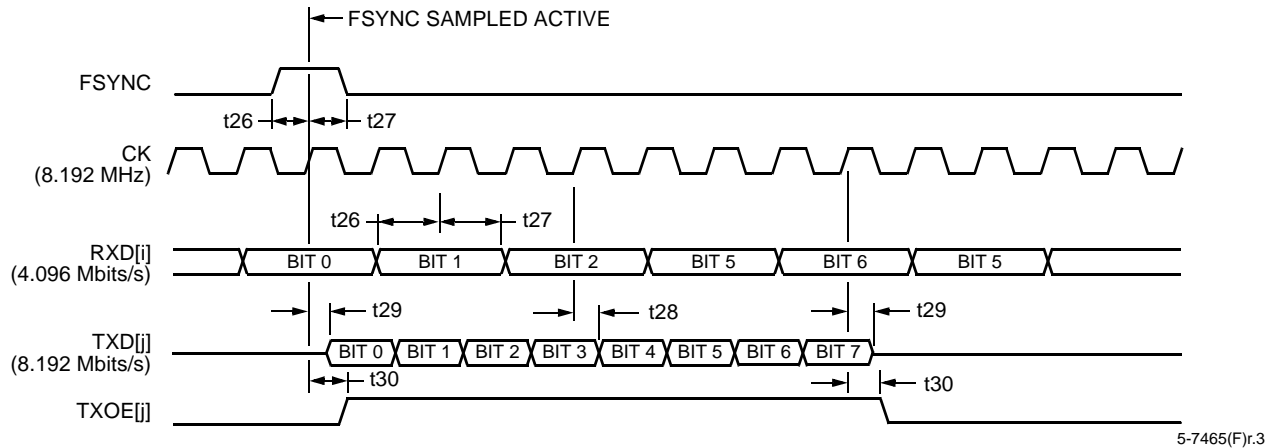 FSYNC SAMPLED ACTIVE
FSYNC
t26
t27
CK
(8.192 MHz)
t26
t27
RXD[i]
(4.096 Mbits/s)
BIT 0
BIT 1
BIT 2
BIT 5
BIT 6
BIT 5
t29
t28
t29
TXD[j]
(8.192 Mbits/s)
BIT 0
BIT 1
BIT 2
BIT 3
BIT 4
BIT 5
BIT 6
BIT 7
t30
t30
TXOE[j]
5-7465(F)r.3